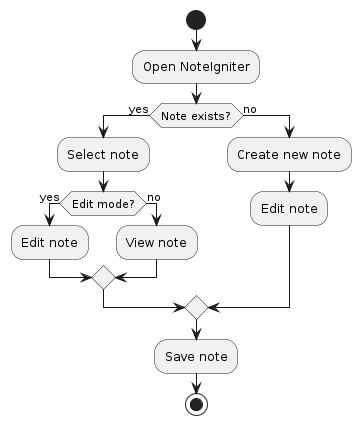 Open NoteIgniter
yes
Note exists?
no
Select note
Create new note
yes
Edit mode?
no
Edit note
Edit note
View note
Save note